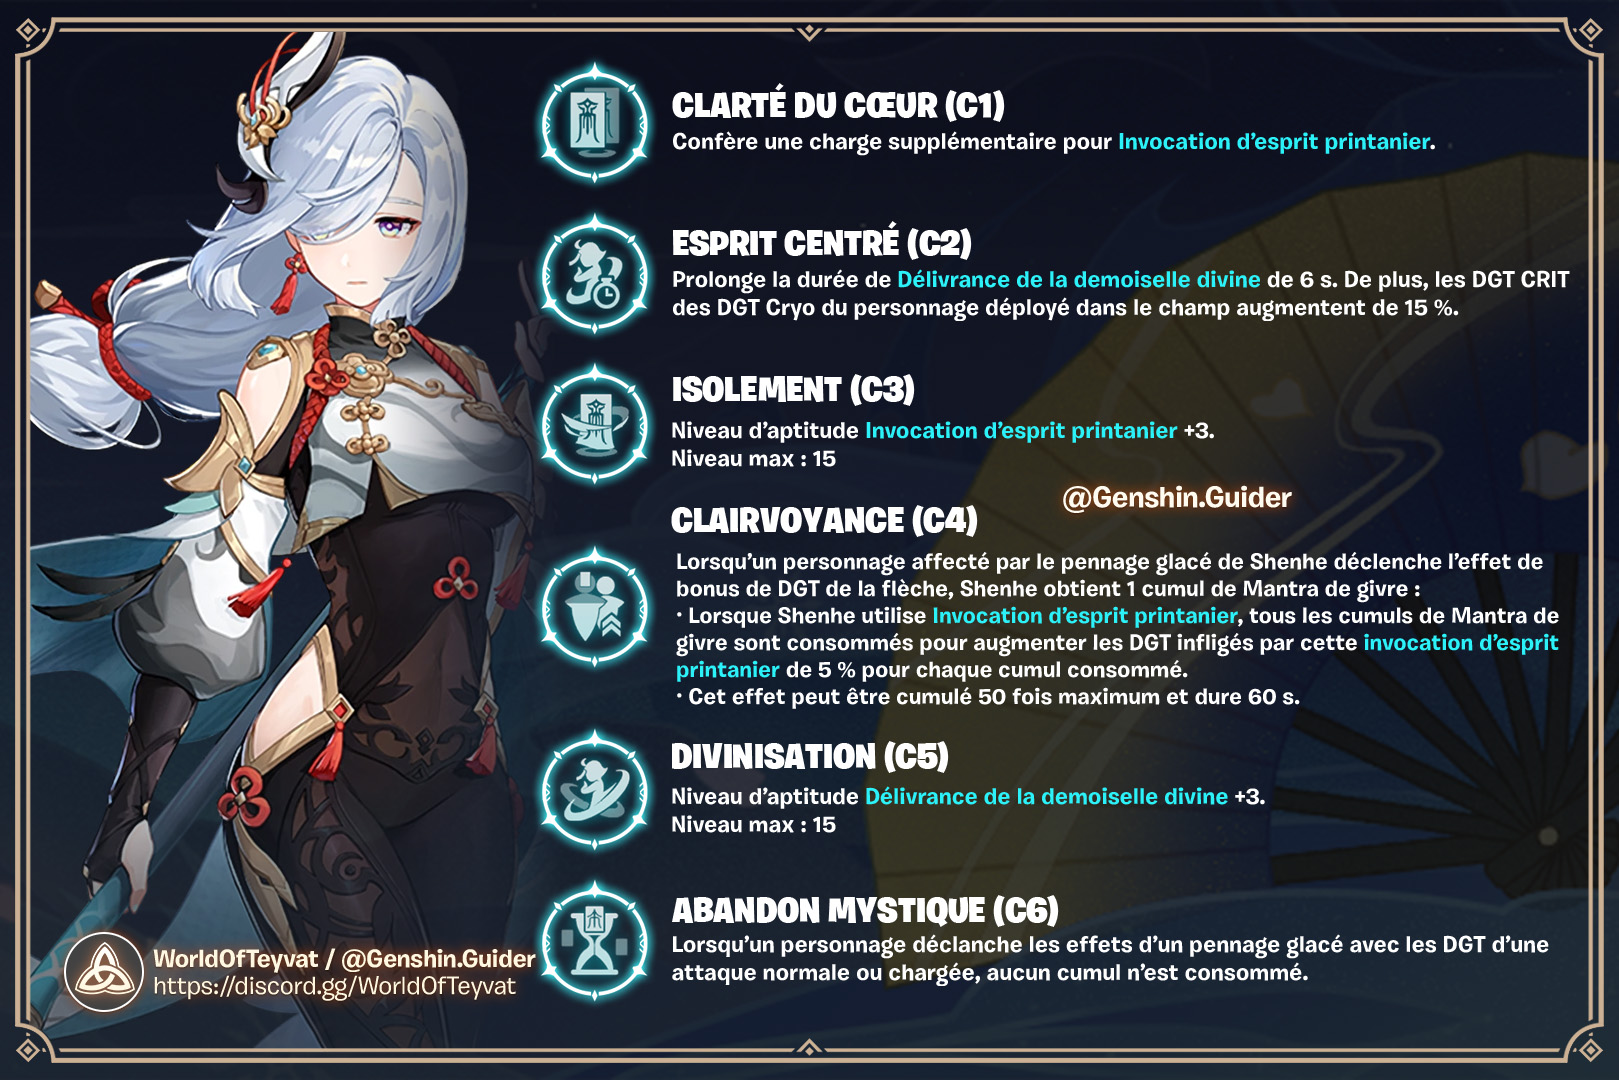 CLARTÉ DU CŒUR (C1)
Confère une charge supplémentaire pour Invocation d’esprit printanier.
ESPRIT CENTRÉ (C2)
Prolonge la durée de Délivrance de la demoiselle divine de 6 s. De plus, les DGT CRIT
des DGT Cryo du personnage déployé dans le champ augmentent de 15 %.
ISOLEMENT (C3)
Niveau d’aptitude Invocation d’esprit printanier +3.
Niveau max : 15
@Genshin.Guider
CLAIRVOYANCE (C4)
Lorsqu’un personnage affecté par le pennage glacé de Shenhe déclenche l’effet de
bonus de DGT de la flèche, Shenhe obtient 1 cumul de Mantra de givre :
· Lorsque Shenhe utilise Invocation d’esprit printanier, tous les cumuls de Mantra de
givre sont consommés pour augmenter les DGT infligés par cette invocation d’esprit
printanier de 5 % pour chaque cumul consommé.
· Cet effet peut être cumulé 50 fois maximum et dure 60 s.
DIVINISATION (C5)
Niveau d’aptitude Délivrance de la demoiselle divine +3.
Niveau max : 15
ABANDON MYSTIQUE (C6)
Lorsqu’un personnage déclanche les effets d’un pennage glacé avec les DGT d’une
attaque normale ou chargée, aucun cumul n’est consommé.
WorldOfTeyvat / @Genshin.Guider
https://discord.gg/WorldOfTeyvat